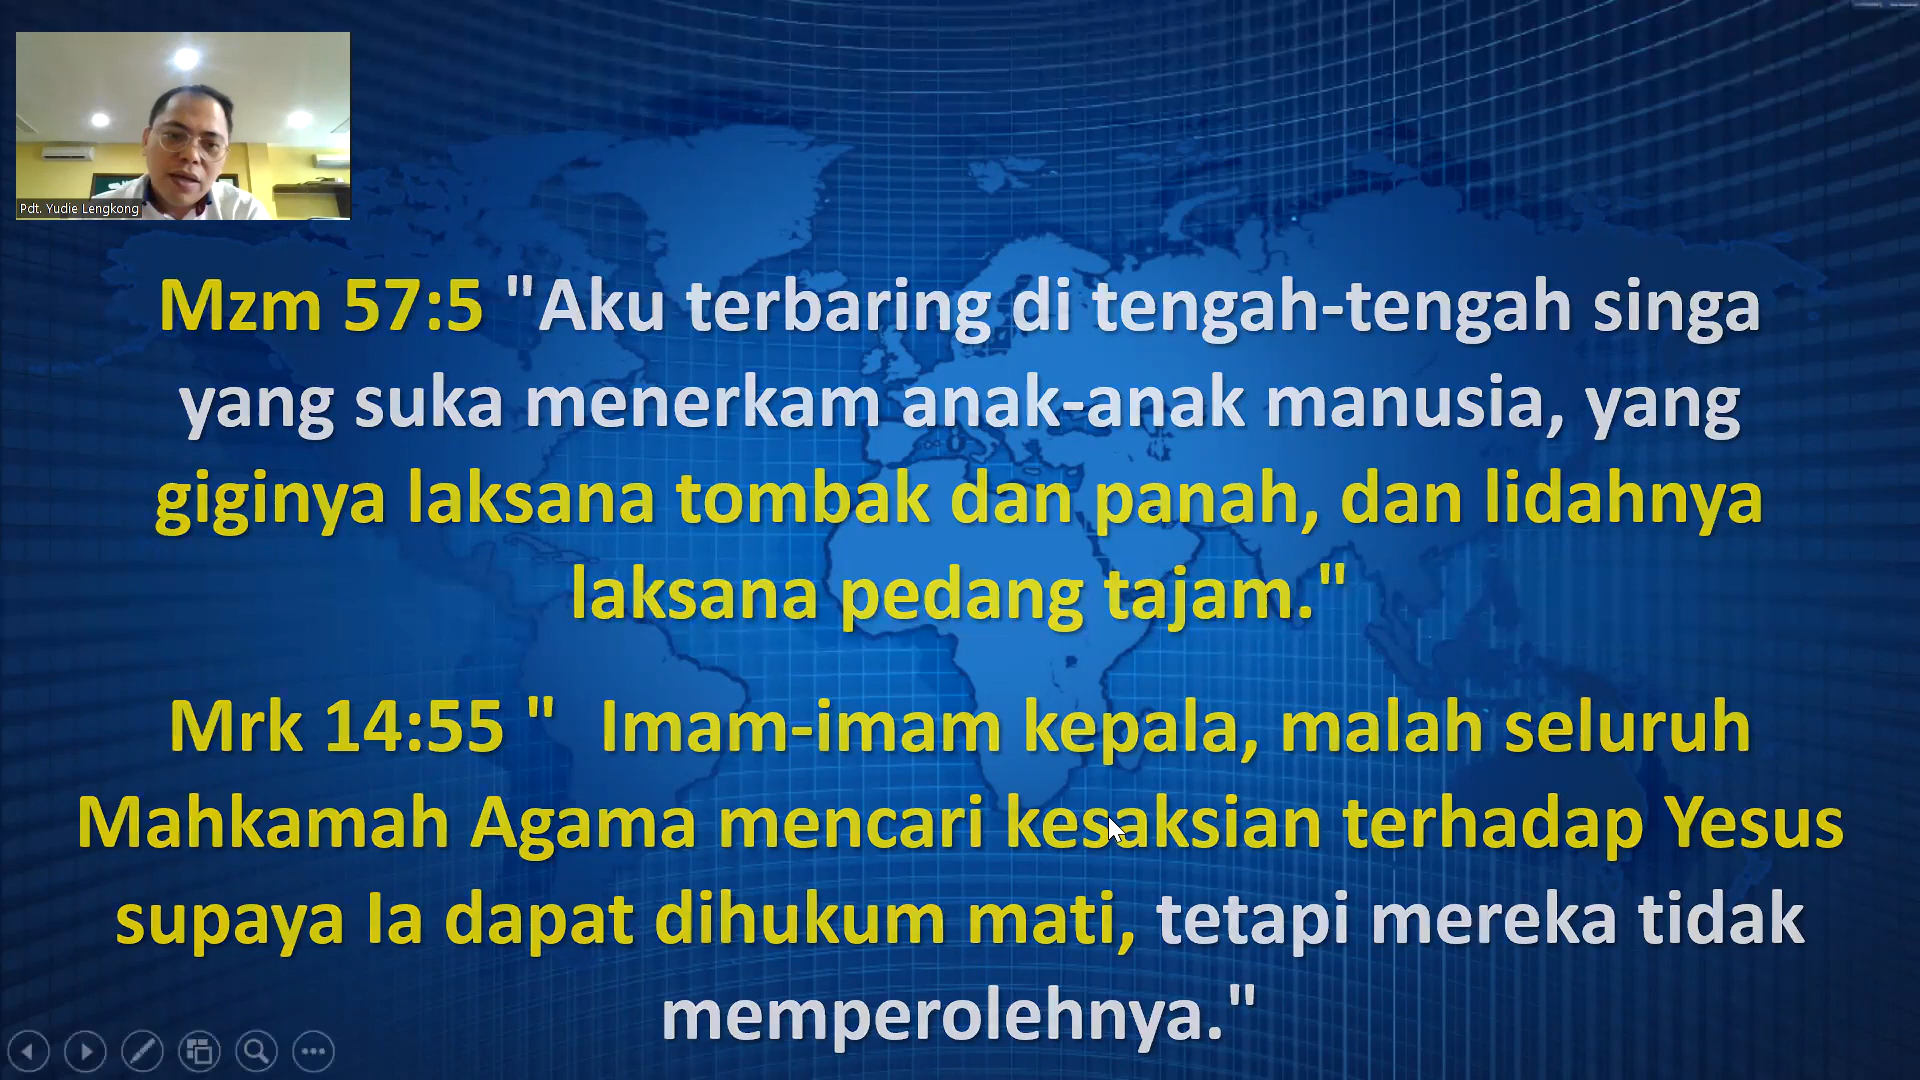 Pdt. Yudie Lengkong
Mzm 57:5 "Aku terbaring di tengah-tengah singa
yang suka menerkam anak-anak manusia, yang
giginya laksana tombak dan panah, dan lidahnya
laksana pedang tajam."
Mrk 14:55 " Imam-imam kepala, malah seluruh
Mahkamah Agama mencari kesaksian terhadap Yesus
supaya Ia dapat dihukum mati, tetapi mereka tidak
memperolehnya."